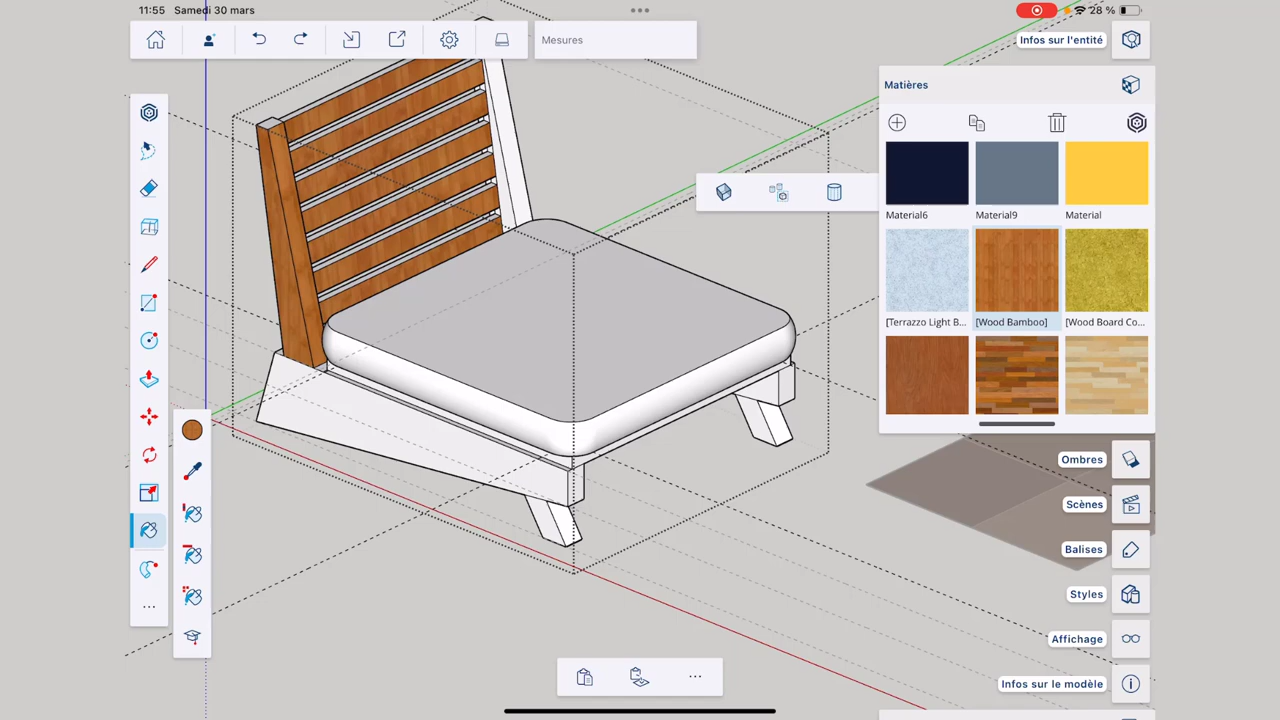 11:55 Samedi 30 mars
28 %
Mesures
Infos sur l'entité
Matières
Material6 Material9 Material
[Terrazzo Light B... [Wood Bamboo] [Wood Board Co...
Ombres
Scènes
Balises
Styles
Affichage
Infos sur le modèle